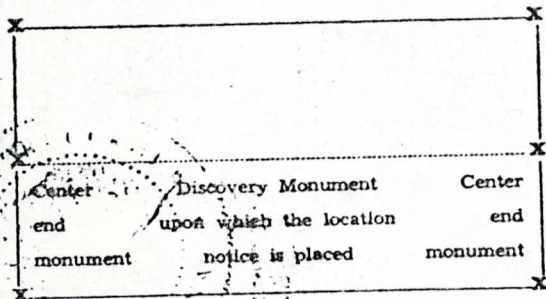 X X
X X
Center Discovery Monument Center
end upon which the location end
monument notice is placed monument
X X